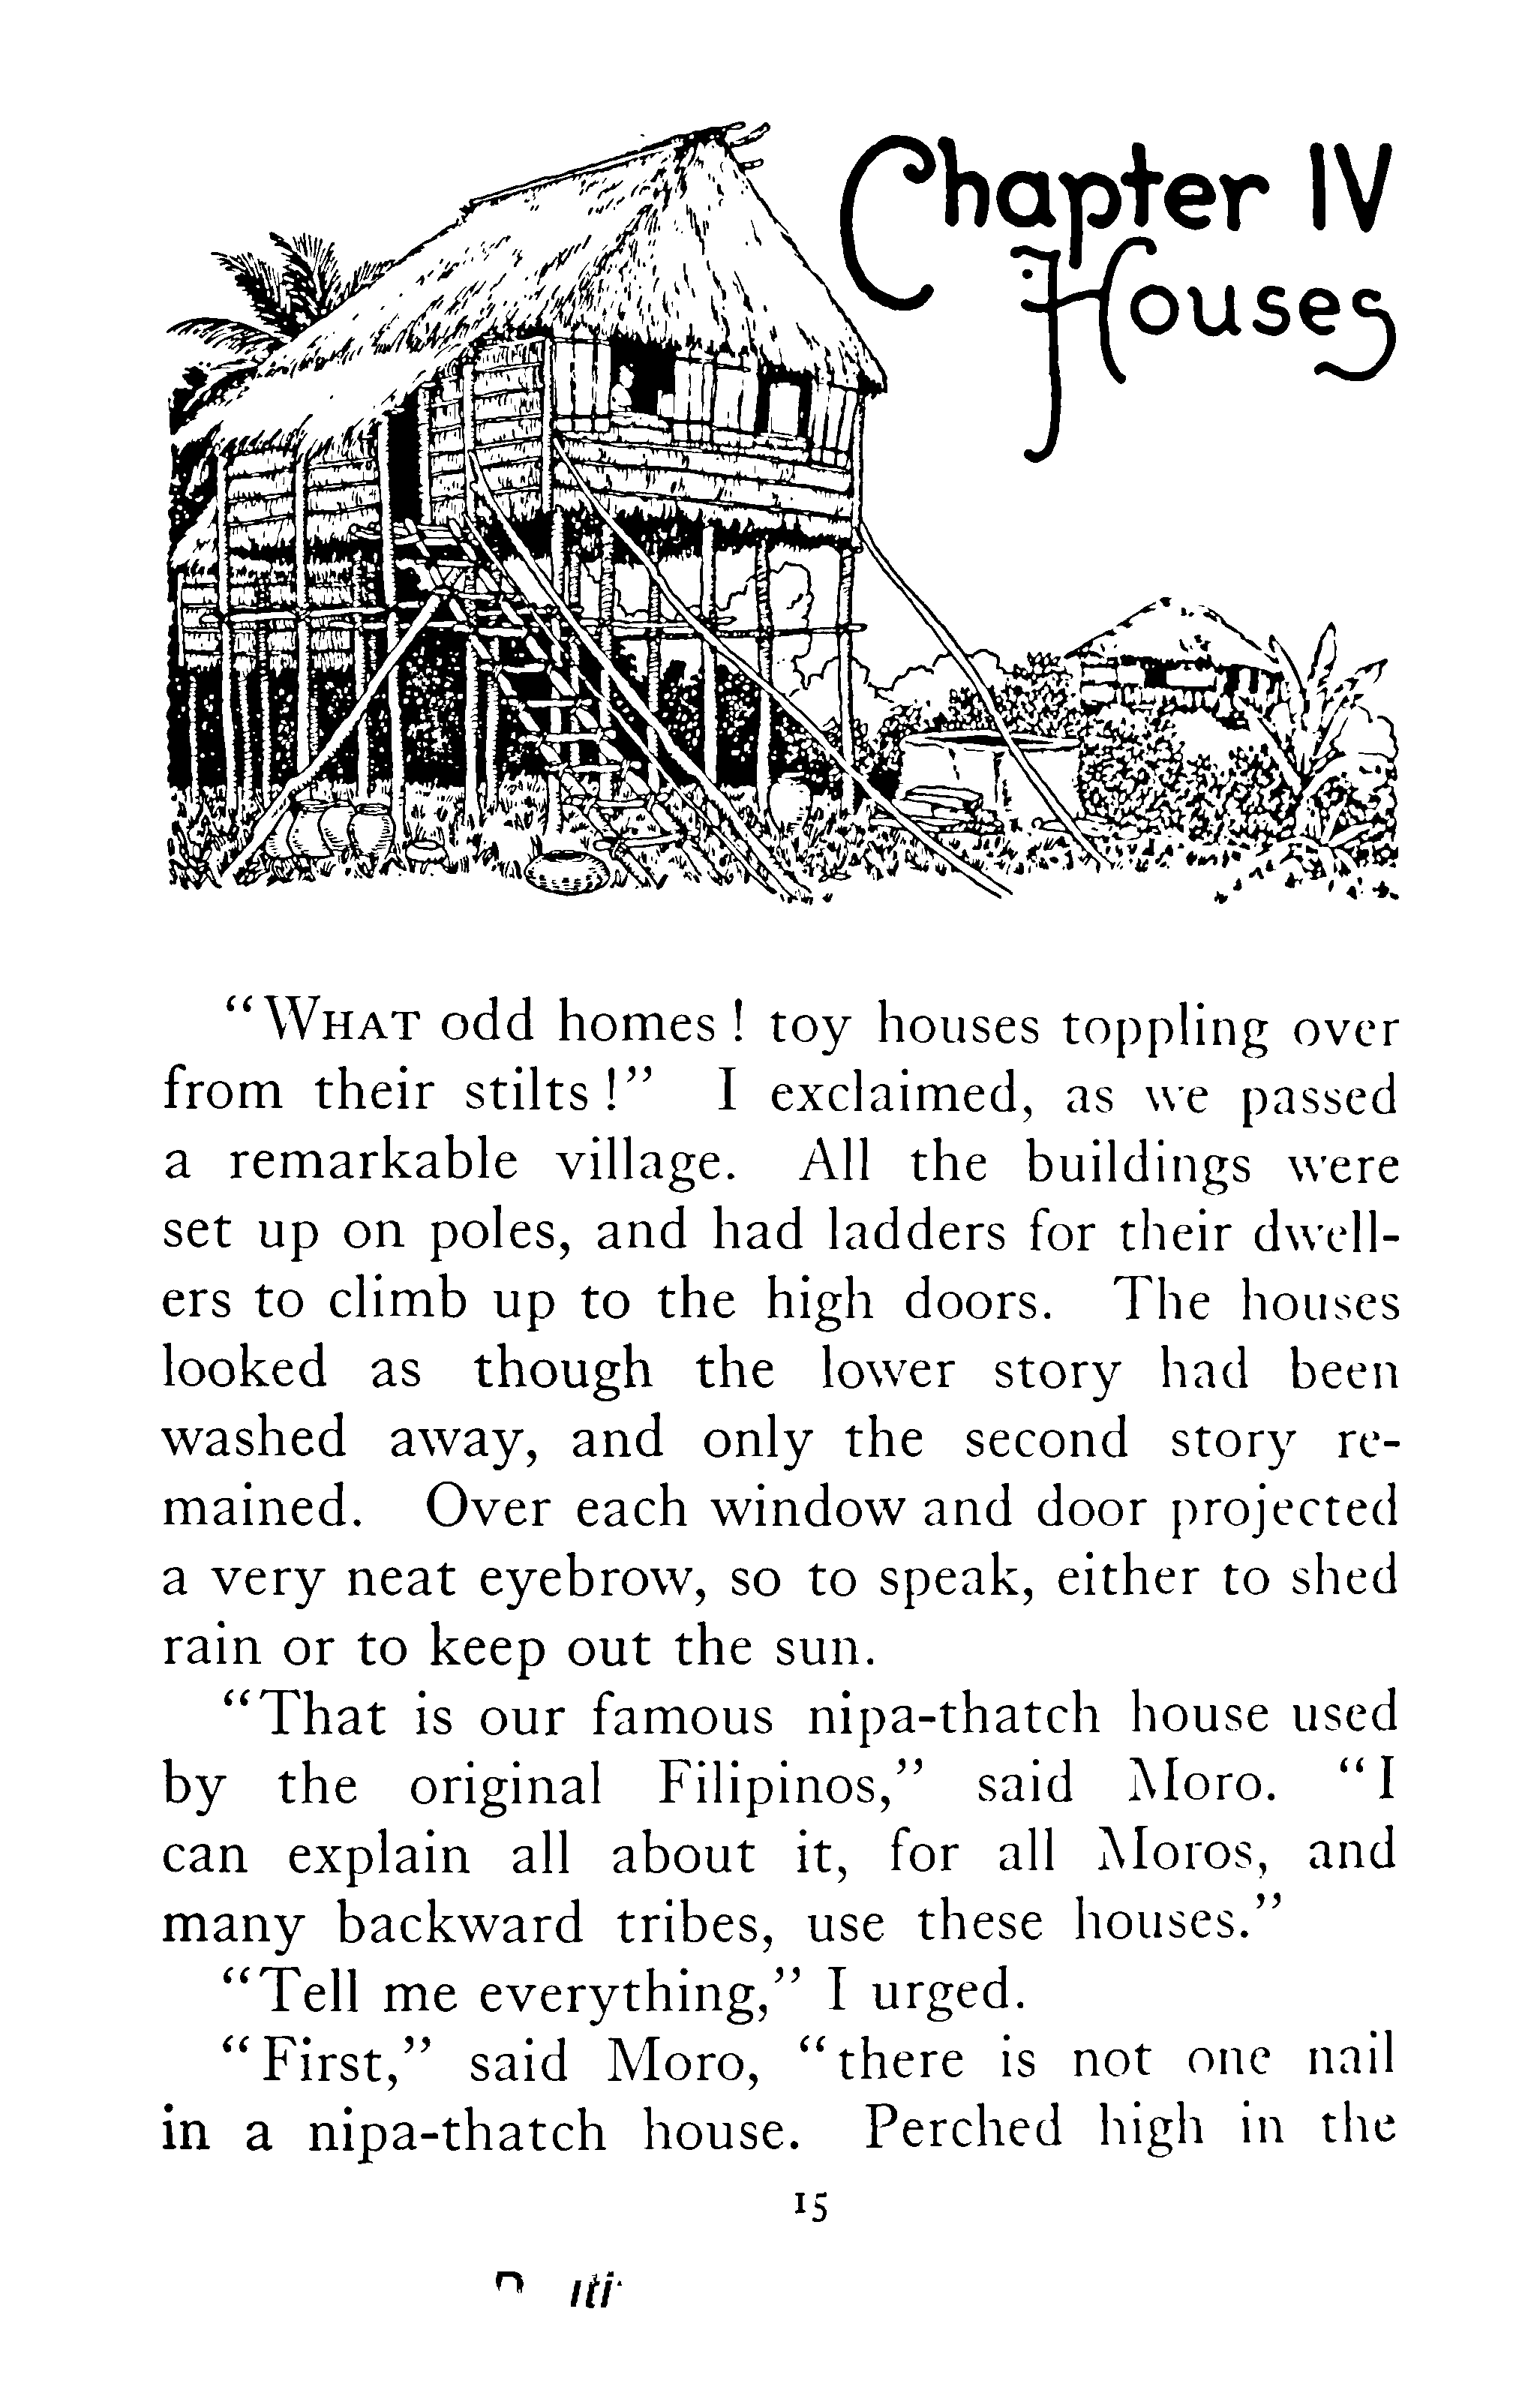 Chapter IV
Houses
"WHAT odd homes! toy houses toppling over
from their stilts!" I exclaimed, as we passed
a remarkable village. All the buildings were
set up on poles, and had ladders for their dwell-
ers to climb up to the high doors. The houses
looked as though the lower story had been
washed away, and only the second story re-
mained. Over each window and door projected
a very neat eyebrow, so to speak, either to shed
rain or to keep out the sun.
"That is our famous nipa-thatch house used
by the original Filipinos," said Moro. "I
can explain all about it, for all Moros, and
many backward tribes, use these houses."
"Tell me everything," I urged.
"First," said Moro, "there is not one nail
in a nipa-thatch house. Perched high in the
15